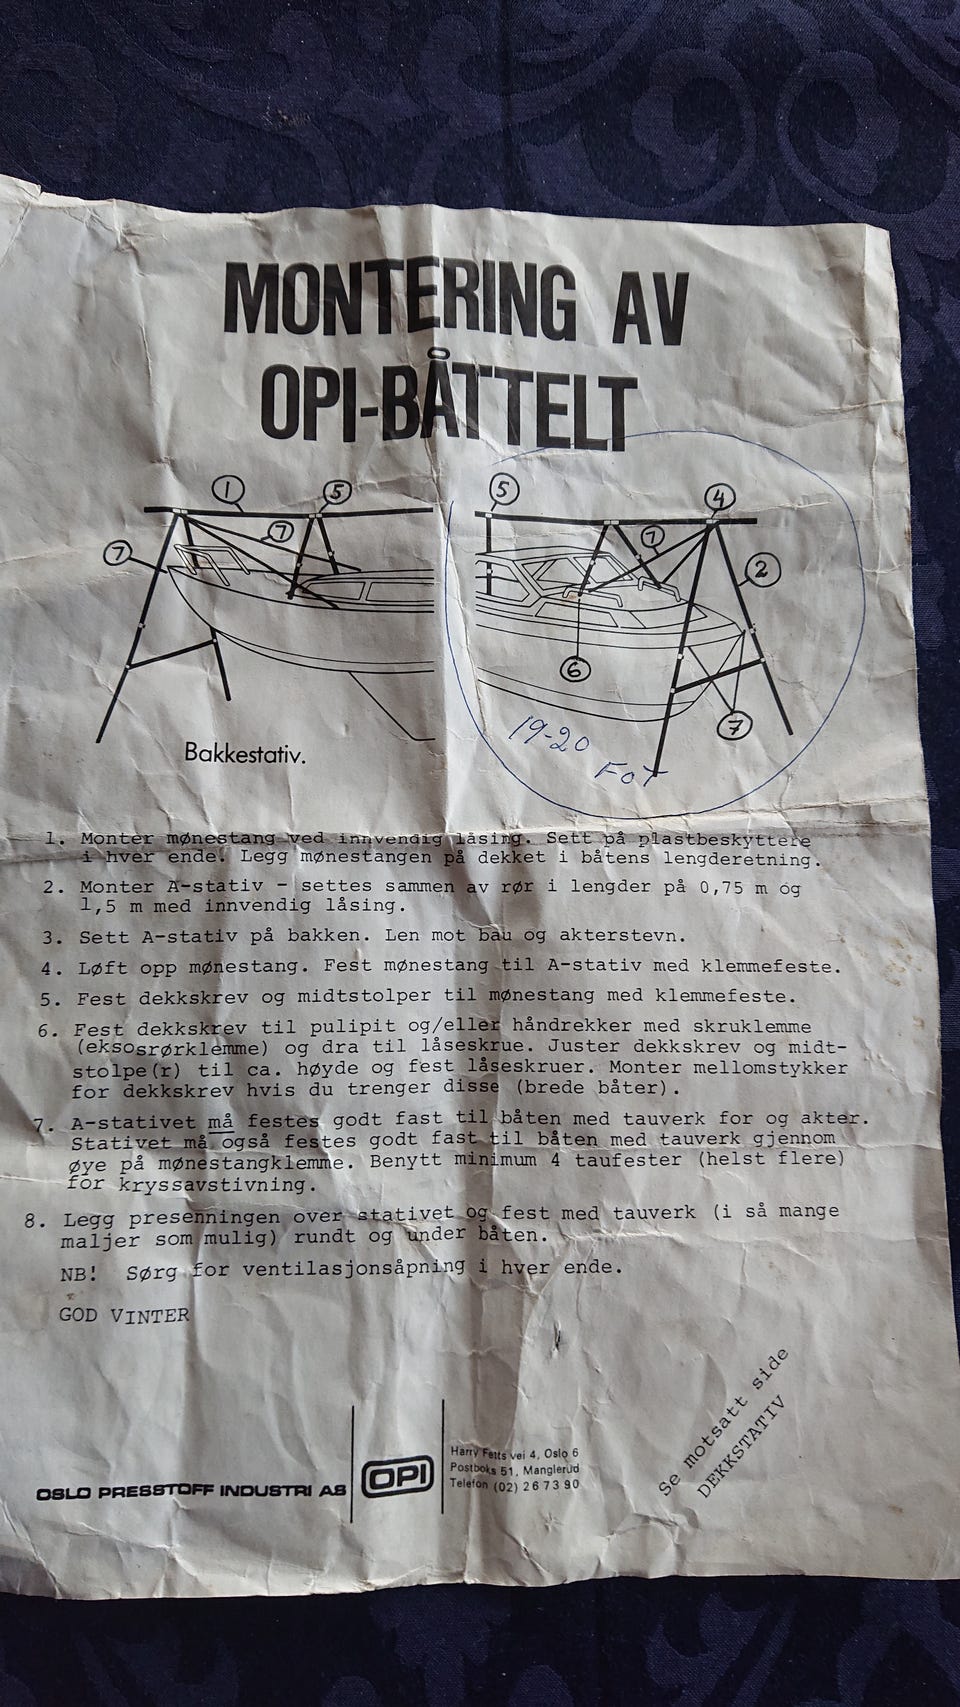 MONTERING AV
OPI-BÅTTELT
1 5 5 4
7 7 7 2
6
7
19-20
FOT
Bakkestativ.
1. Monter mønestang ved innvendig låsing. Sett på plastbeskyttere
i hver ende. Legg mønestangen på dekket i båtens lengderetning.
2. Monter A-stativ - settes sammen av rør i lengder på 0,75 m og
1,5 m med innvendig låsing.
3. Sett A-stativ på bakken. Len mot bau og akterstevn.
4. Løft opp mønestang. Fest mønestang til A-stativ med klemmefeste.
5. Fest dekkskrev og midtstolper til mønestang med klemmefeste.
6. Fest dekkskrev til pulipit og/eller håndrekker med skruklemme
(eksosrørklemme) og dra til låseskrue. Juster dekkskrev og midt-
stolpe(r) til ca. høyde og fest låseskruer. Monter mellomstykker
for dekkskrev hvis du trenger disse (brede båter).
7. A-stativet må festes godt fast til båten med tauverk for og akter.
Stativet må også festes godt fast til båten med tauverk gjennom
øye på mønestangklemme. Benytt minimum 4 taufester (helst flere)
for kryssavstivning.
8. Legg presenningen over stativet og fest med tauverk (i så mange
maljer som mulig) rundt og under båten.
NB! Sørg for ventilasjonsåpning i hver ende.
GOD VINTER
Se motsatt side
DEKKSTATIV
OSLO PRESSTOFF INDUSTRI AS
OPI
Harry Fetts vei 4, Oslo 6
Postboks 51, Manglerud
Telefon (02) 26 73 90